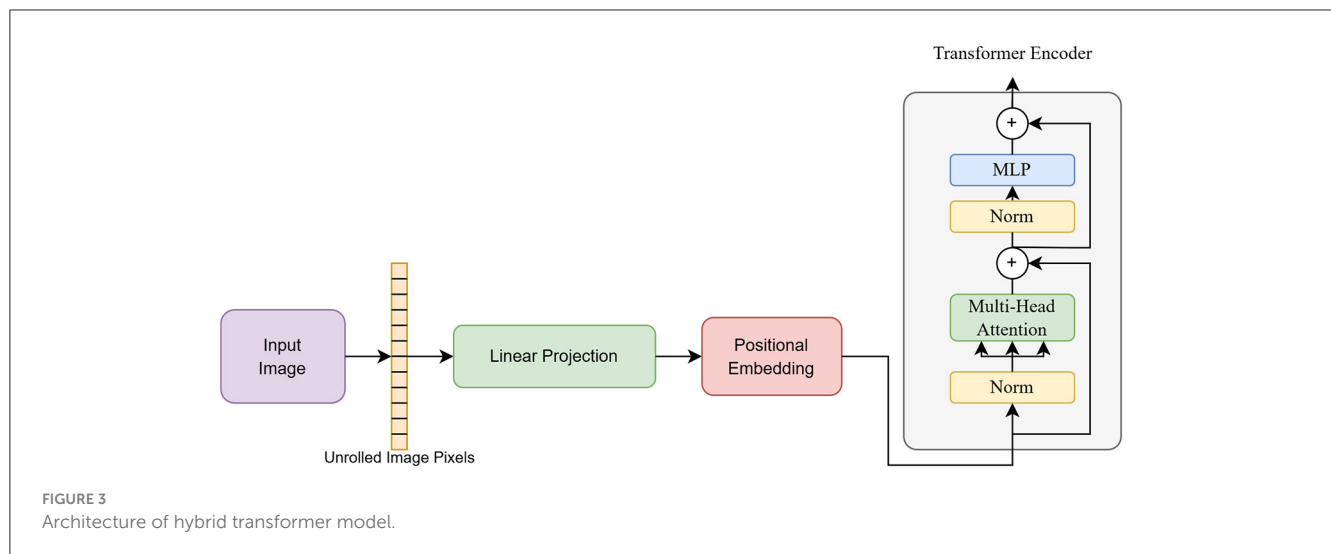 Transformer Encoder
+
MLP
Norm
+
Multi-Head
Attention
Norm
Input
Image
Linear Projection
Positional
Embedding
Unrolled Image Pixels
FIGURE 3
Architecture of hybrid transformer model.